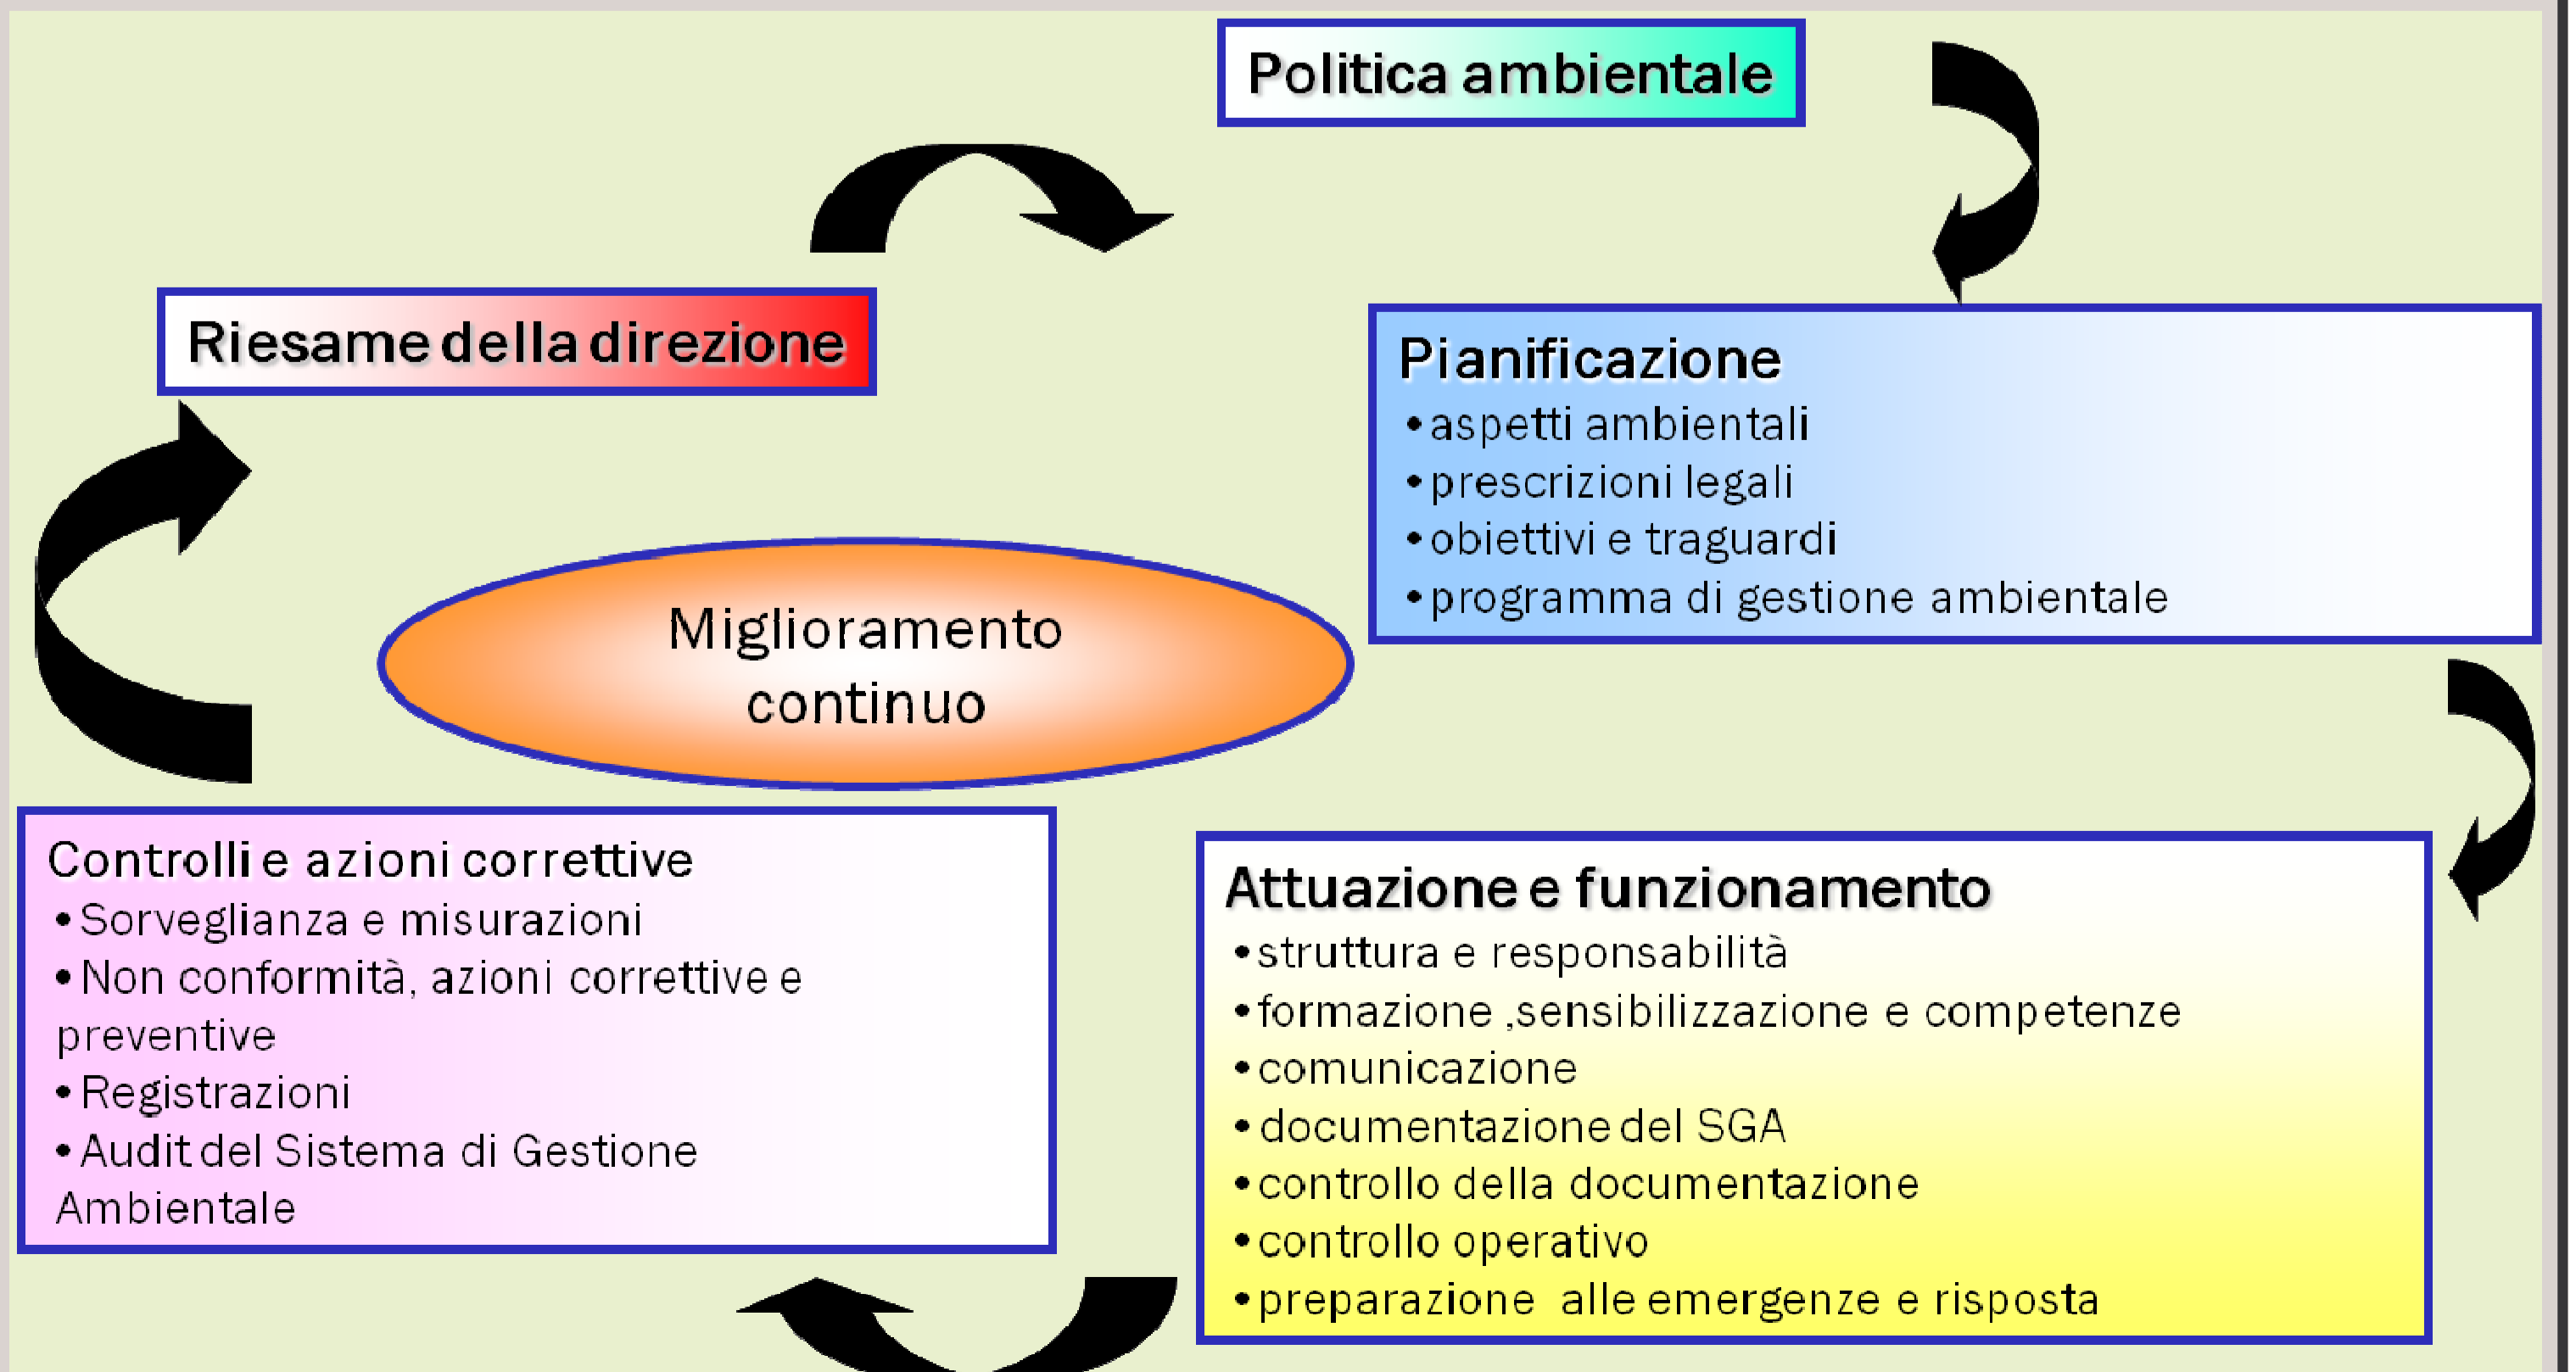 Politica ambientale
Riesame della direzione
Pianificazione
•aspetti ambientali
•prescrizioni legali
•obiettivi e traguardi
•programma di gestione ambientale
Miglioramento
continuo
Controlli e azioni correttive
•Sorveglianza e misurazioni
•Non conformità, azioni correttive e
preventive
•Registrazioni
•Audit del Sistema di Gestione
Ambientale
Attuazione e funzionamento
•struttura e responsabilità
•formazione ,sensibilizzazione e competenze
•comunicazione
•documentazione del SGA
•controllo della documentazione
•controllo operativo
•preparazione alle emergenze e risposta